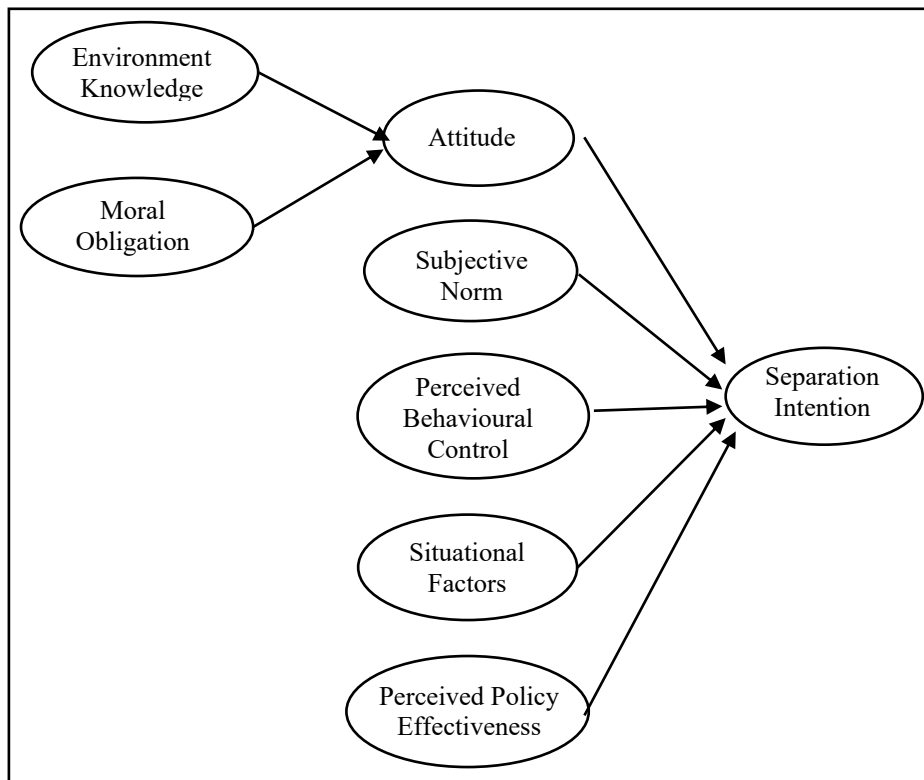 Environment
Knowledge
Attitude
Moral
Obligation
Subjective
Norm
Perceived
Behavioural
Control
Separation
Intention
Situational
Factors
Perceived Policy
Effectiveness